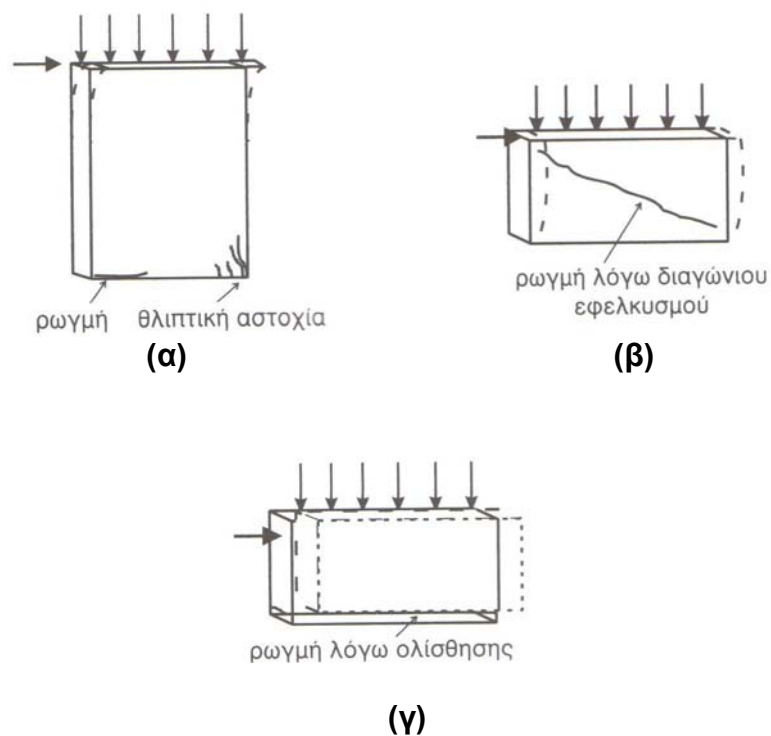 ρωγμή
θλιπτική αστοχία
(α)
ρωγμή λόγω διαγώνιου
εφελκυσμού
(β)
ρωγμή λόγω ολίσθησης
(γ)